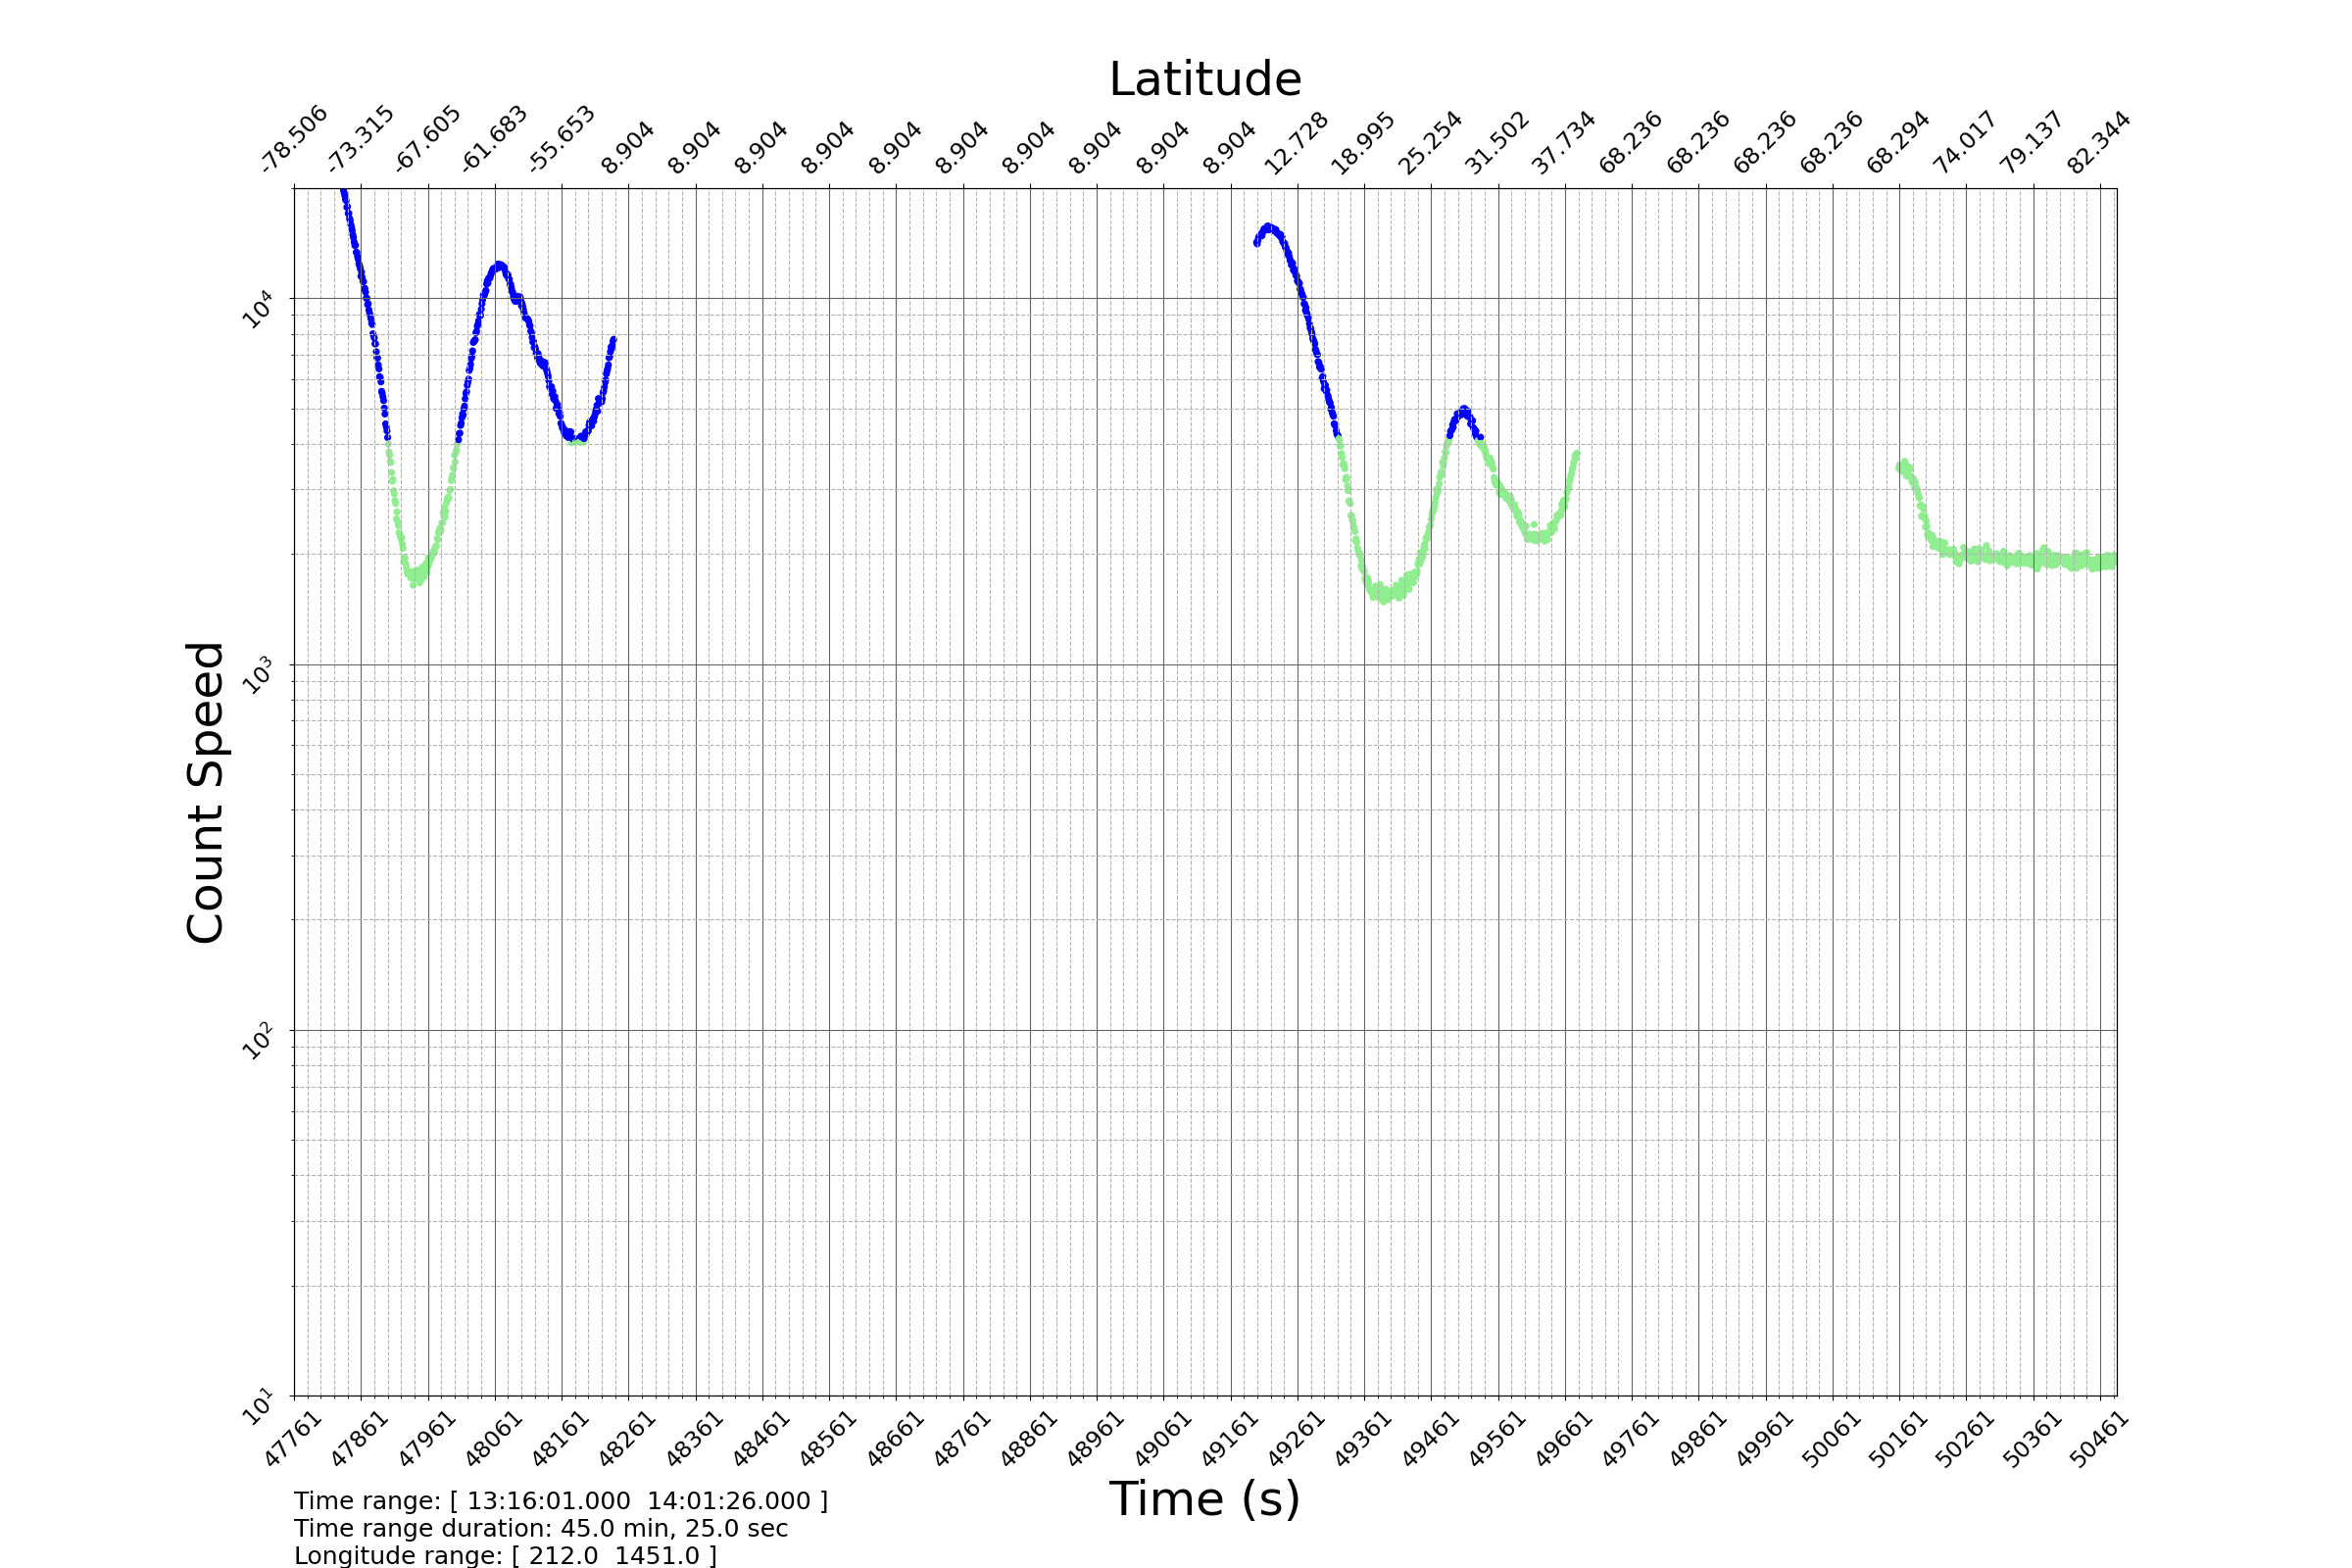 Latitude
-78.506 -73.315 -67.605 -61.683 -55.653 8.904 8.904 8.904 8.904 8.904 8.904 8.904 8.904 8.904 8.904 12.728 18.995 25.254 31.502 37.734 68.236 68.236 68.236 68.236 68.294 74.017 79.137 82.344
10⁴
10³
Count Speed
10²
10¹
47761 47861 47961 48061 48161 48261 48361 48461 48561 48661 48761 48861 48961 49061 49161 49261 49361 49461 49561 49661 49761 49861 49961 50061 50161 50261 50361 50461
Time (s)
Time range: [ 13:16:01.000 14:01:26.000 ]
Time range duration: 45.0 min, 25.0 sec
Longitude range: [ 212.0 1451.0 ]